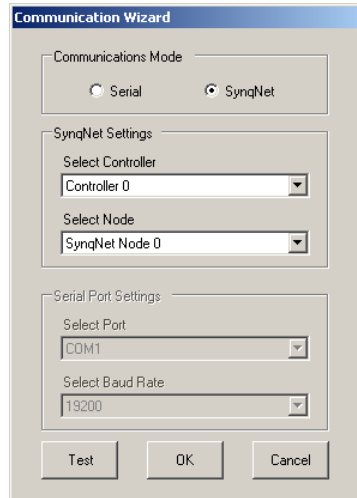 Communication Wizard
Communications Mode
Serial SynqNet
SynqNet Settings
Select Controller
Controller 0
Select Node
SynqNet Node 0
Serial Port Settings
Select Port
COM1
Select Baud Rate
19200
Test OK Cancel